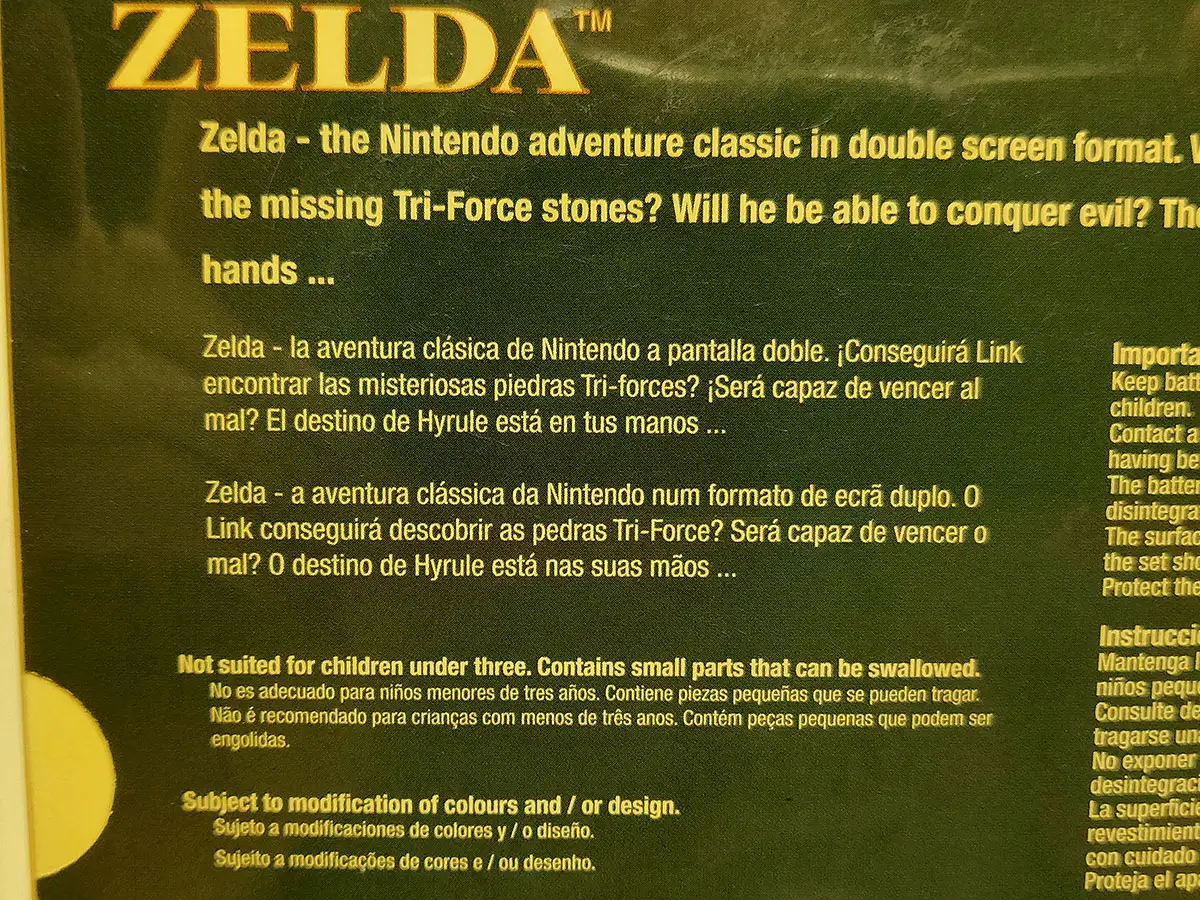 ZELDA™
Zelda - the Nintendo adventure classic in double screen format.
the missing Tri-Force stones? Will he be able to conquer evil?
hands ...
Zelda - la aventura clásica de Nintendo a pantalla doble. ¡Conseguirá Link
encontrar las misteriosas piedras Tri-forces? ¡Será capaz de vencer al
mal? El destino de Hyrule está en tus manos ...
Zelda - a aventura clássica da Nintendo num formato de ecrã duplo. O
Link conseguirá descobrir as pedras Tri-Force? Será capaz de vencer o
mal? O destino de Hyrule está nas suas mãos ...
Not suited for children under three. Contains small parts that can be swallowed.
No es adecuado para niños menores de tres años. Contiene piezas pequeñas que se pueden tragar.
Não é recomendado para crianças com menos de três anos. Contém peças pequenas que podem ser
engolidas.
Subject to modification of colours and / or design.
Sujeto a modificaciones de colores y / o diseño.
Sujeito a modificações de cores e / ou desenho.
Keep
children.
Contact
having
The
The
the set
Protect the
Mantenga
niños
Consulte
tragarse
No exponer
La
con cuidado
Proteja el